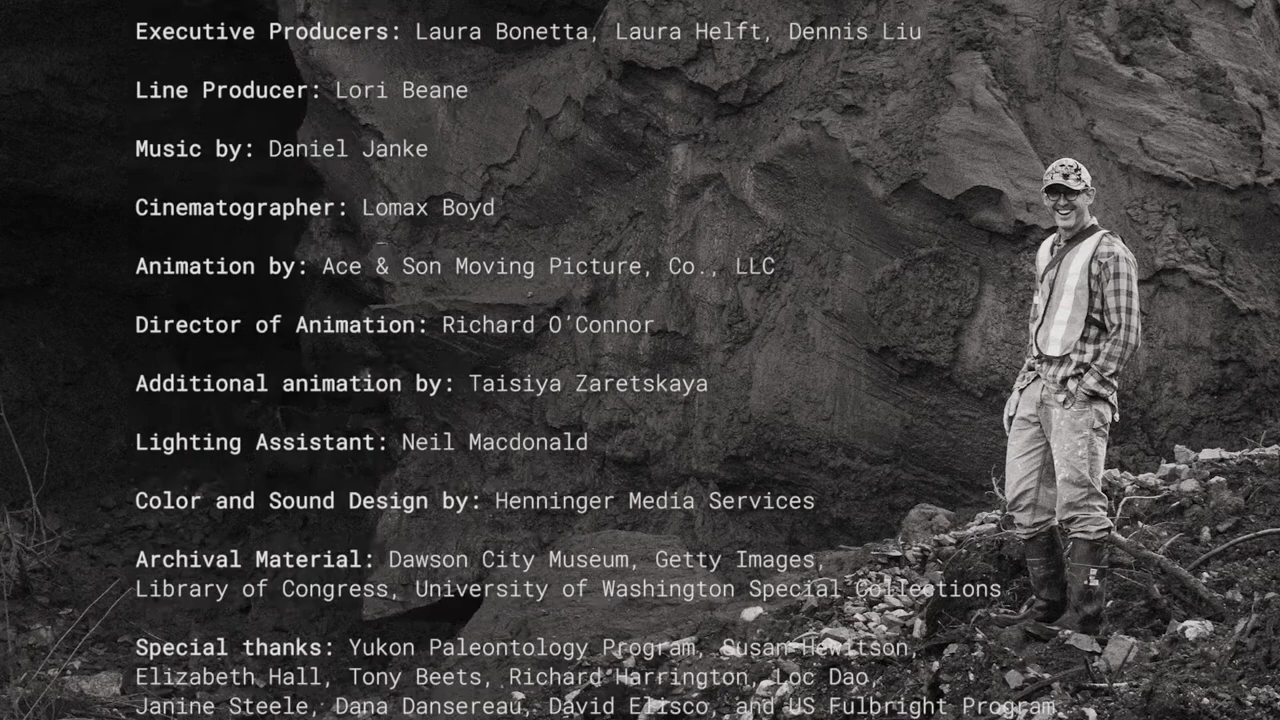 Executive Producers: Laura Bonetta, Laura Helft, Dennis Liu
Line Producer: Lori Beane
Music by: Daniel Janke
Cinematographer: Lomax Boyd
Animation by: Ace & Son Moving Picture, Co., LLC
Director of Animation: Richard O’Connor
Additional animation by: Taisiya Zaretskaya
Lighting Assistant: Neil Macdonald
Color and Sound Design by: Henninger Media Services
Archival Material: Dawson City Museum, Getty Images,
Library of Congress, University of Washington Special Collections
Special thanks: Yukon Paleontology Program, Susan Hewitson,
Elizabeth Hall, Tony Beets, Richard Harrington, Loc Dao,
Janine Steele, Dana Dansereau, David Elisco, and US Fulbright Program